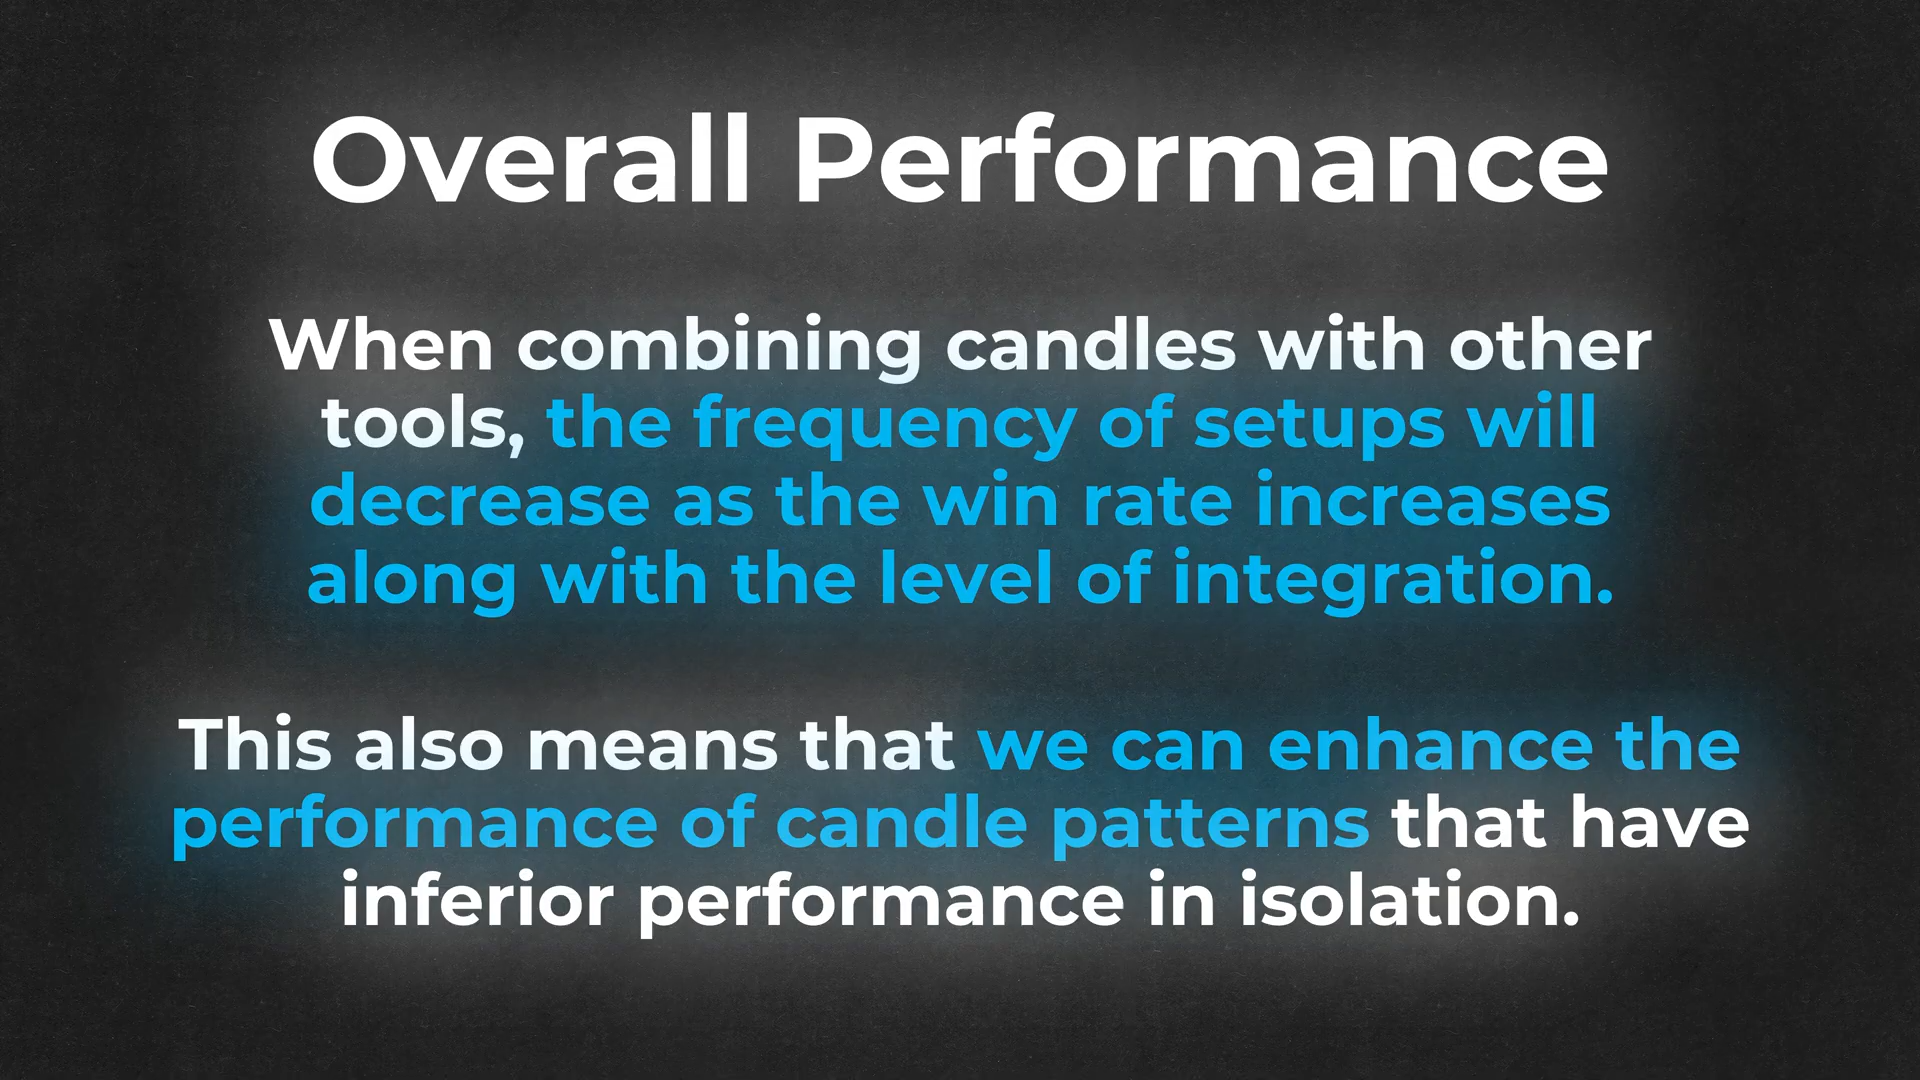 Overall Performance
When combining candles with other
tools, the frequency of setups will
decrease as the win rate increases
along with the level of integration.
This also means that we can enhance the
performance of candle patterns that have
inferior performance in isolation.